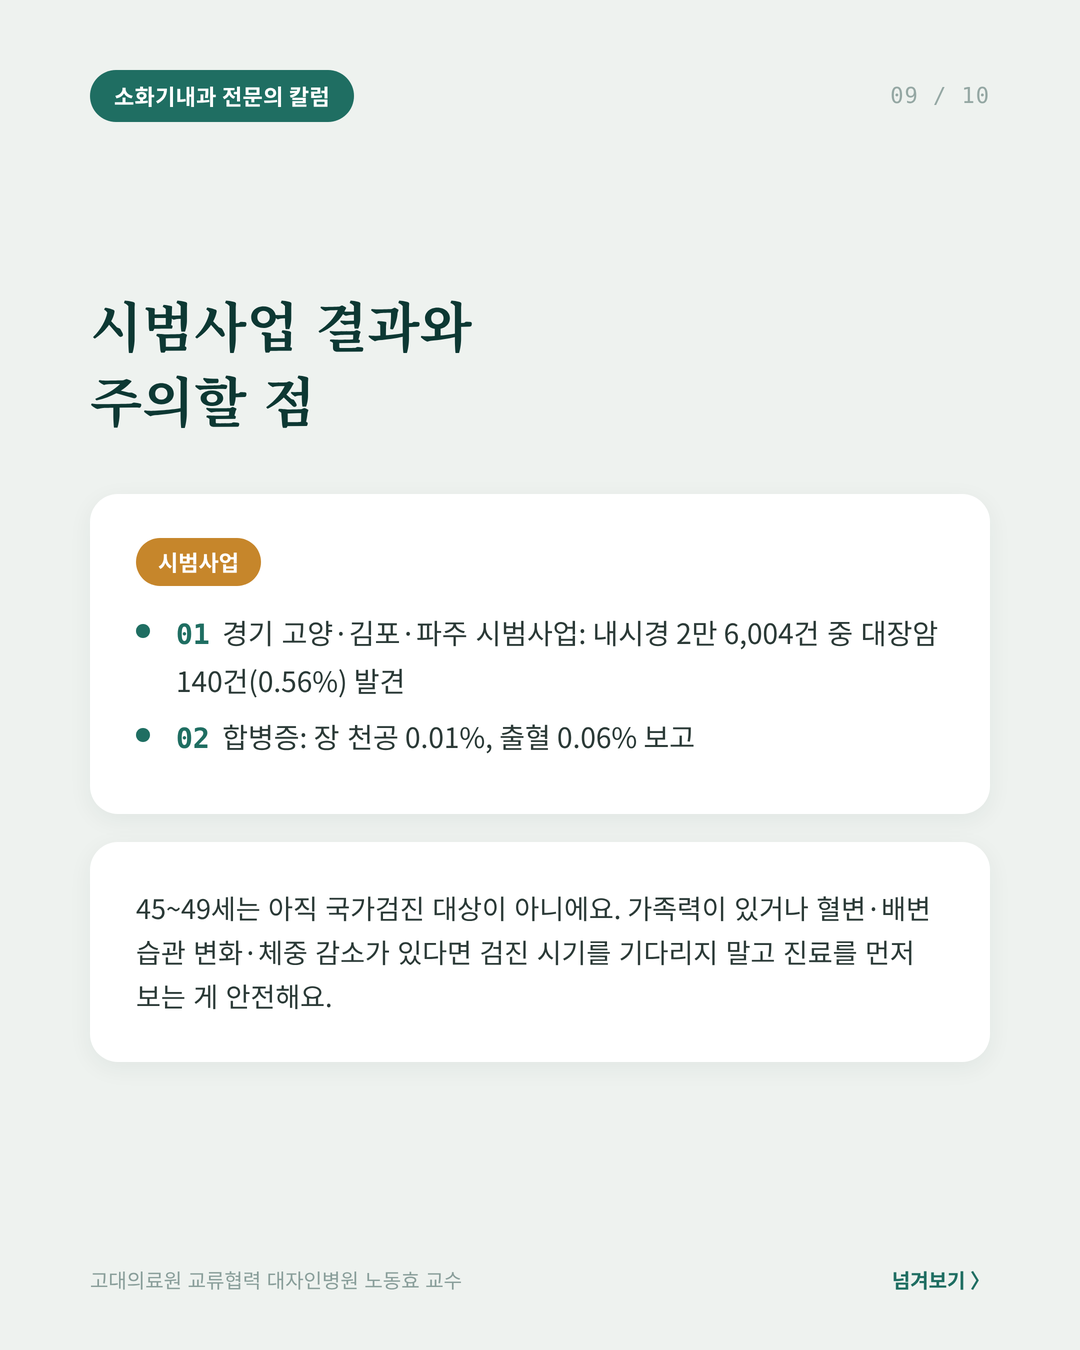 소화기내과 전문의 칼럼
09 / 10
시범사업 결과와
주의할 점
시범사업
01 경기 고양·김포·파주 시범사업: 내시경 2만 6,004건 중 대장암
140건(0.56%) 발견
02 합병증: 장 천공 0.01%, 출혈 0.06% 보고
45~49세는 아직 국가검진 대상이 아니에요. 가족력이 있거나 혈변·배변
습관 변화·체중 감소가 있다면 검진 시기를 기다리지 말고 진료를 먼저
보는 게 안전해요.
고대의료원 교류협력 대자인병원 노동효 교수
넘겨보기 〉